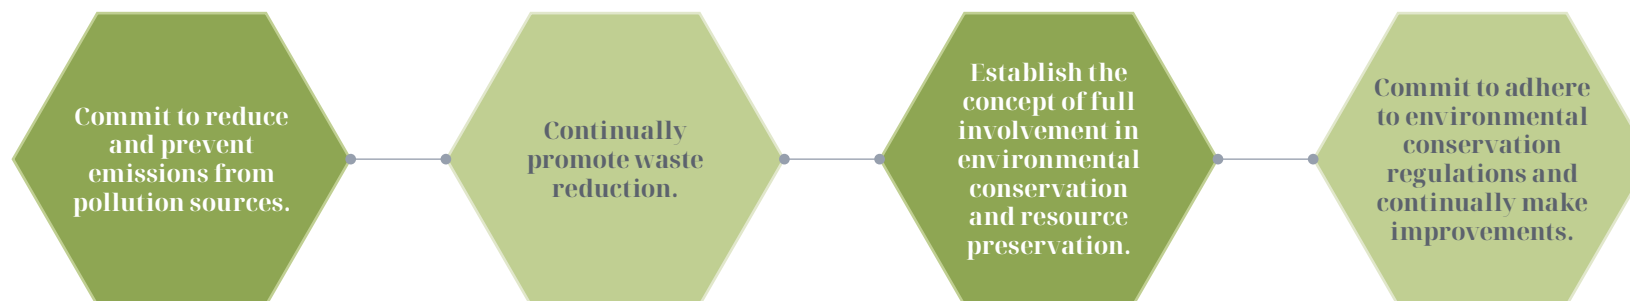 Commit to reduce
and prevent
emissions from
pollution sources.
Continually
promote waste
reduction.
Establish the
concept of full
involvement in
environmental
conservation
and resource
preservation.
Commit to adhere
to environmental
conservation
regulations and
continually make
improvements.